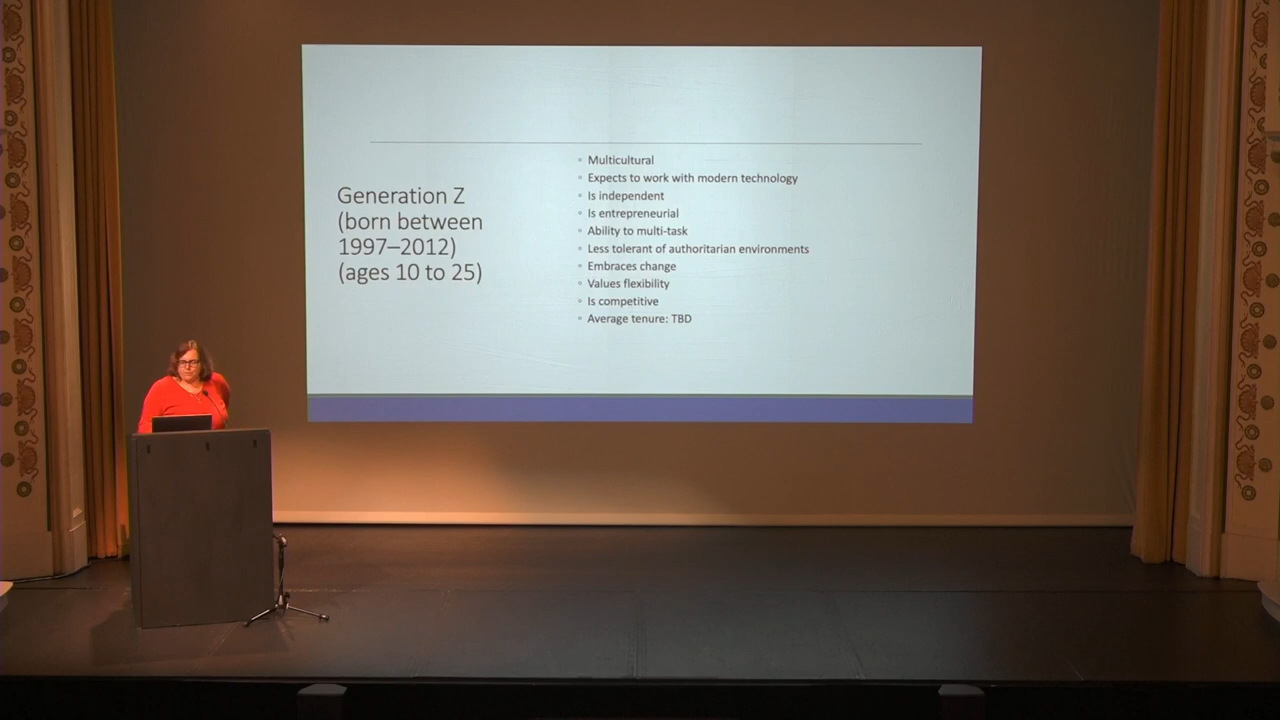 Generation Z
(born between
1997–2012)
(ages 10 to 25)
Multicultural
Expects to work with modern technology
Is independent
Is entrepreneurial
Ability to multi-task
Less tolerant of authoritarian environments
Embraces change
Values flexibility
Is competitive
Average tenure: TBD